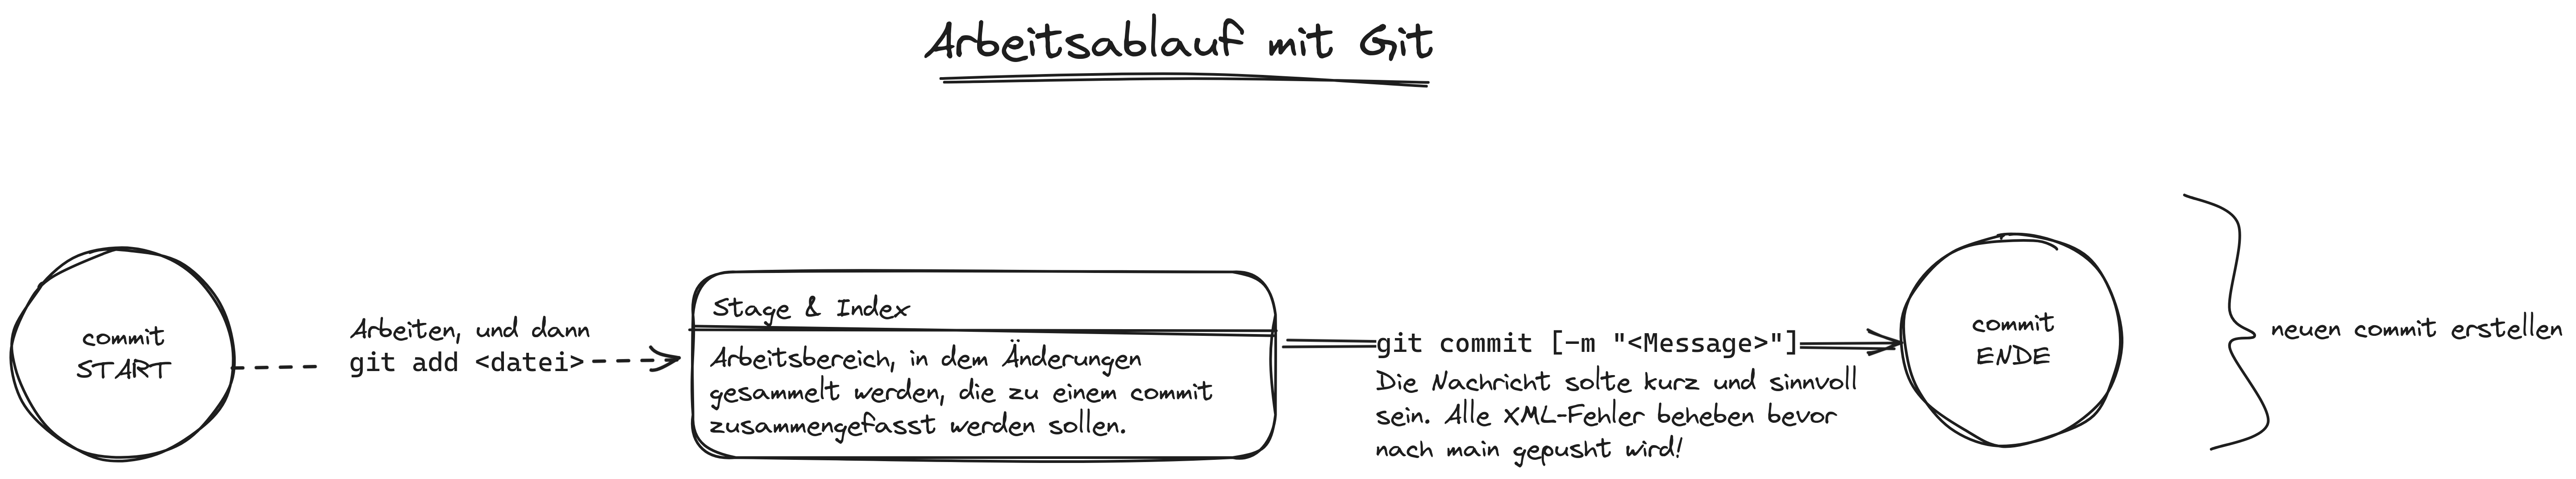 Arbeitsablauf mit Git
commit
START
Arbeiten, und dann
git add <datei>
Stage & Index
Arbeitsbereich, in dem Änderungen
gesammelt werden, die zu einem commit
zusammengefasst werden sollen.
git commit [-m "<Message>"]
Die Nachricht solte kurz und sinnvoll
sein. Alle XML-Fehler beheben bevor
nach main gepusht wird!
commit
ENDE
neuen commit erstellen